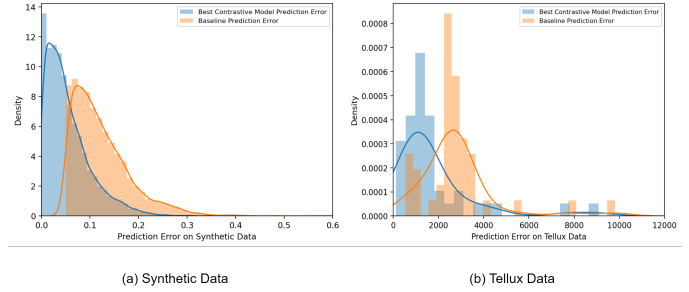 14
12
10
8
6
4
2
0
Density
0.0 0.1 0.2 0.3 0.4 0.5 0.6
Prediction Error on Synthetic Data
Best Contrastive Model Prediction Error
Baseline Prediction Error
(a) Synthetic Data
0.0008
0.0007
0.0006
0.0005
0.0004
0.0003
0.0002
0.0001
0.0000
Density
0 2000 4000 6000 8000 10000 12000
Prediction Error on Tellux Data
Best Contrastive Model Prediction Error
Baseline Prediction Error
(b) Tellux Data